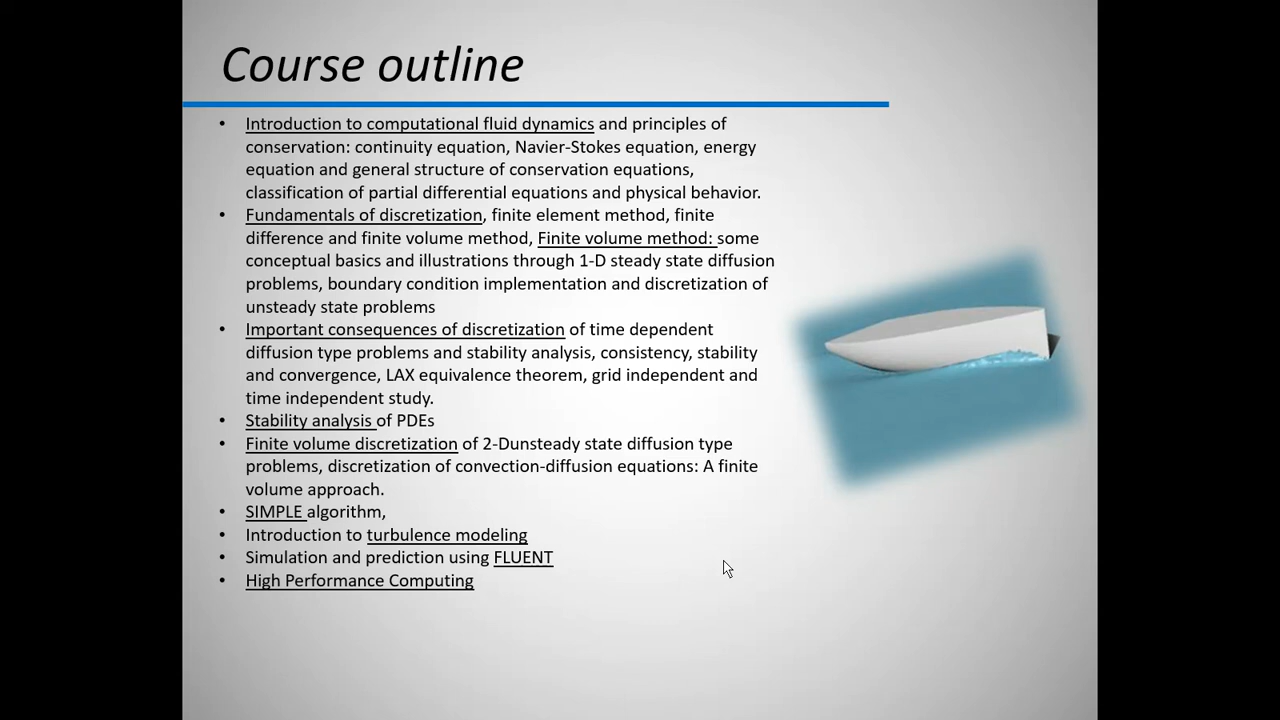 Course outline
• Introduction to computational fluid dynamics and principles of
conservation: continuity equation, Navier-Stokes equation, energy
equation and general structure of conservation equations,
classification of partial differential equations and physical behavior.
• Fundamentals of discretization, finite element method, finite
difference and finite volume method, Finite volume method: some
conceptual basics and illustrations through 1-D steady state diffusion
problems, boundary condition implementation and discretization of
unsteady state problems
• Important consequences of discretization of time dependent
diffusion type problems and stability analysis, consistency, stability
and convergence, LAX equivalence theorem, grid independent and
time independent study.
• Stability analysis of PDEs
• Finite volume discretization of 2-Dunsteady state diffusion type
problems, discretization of convection-diffusion equations: A finite
volume approach.
• SIMPLE algorithm,
• Introduction to turbulence modeling
• Simulation and prediction using FLUENT
• High Performance Computing